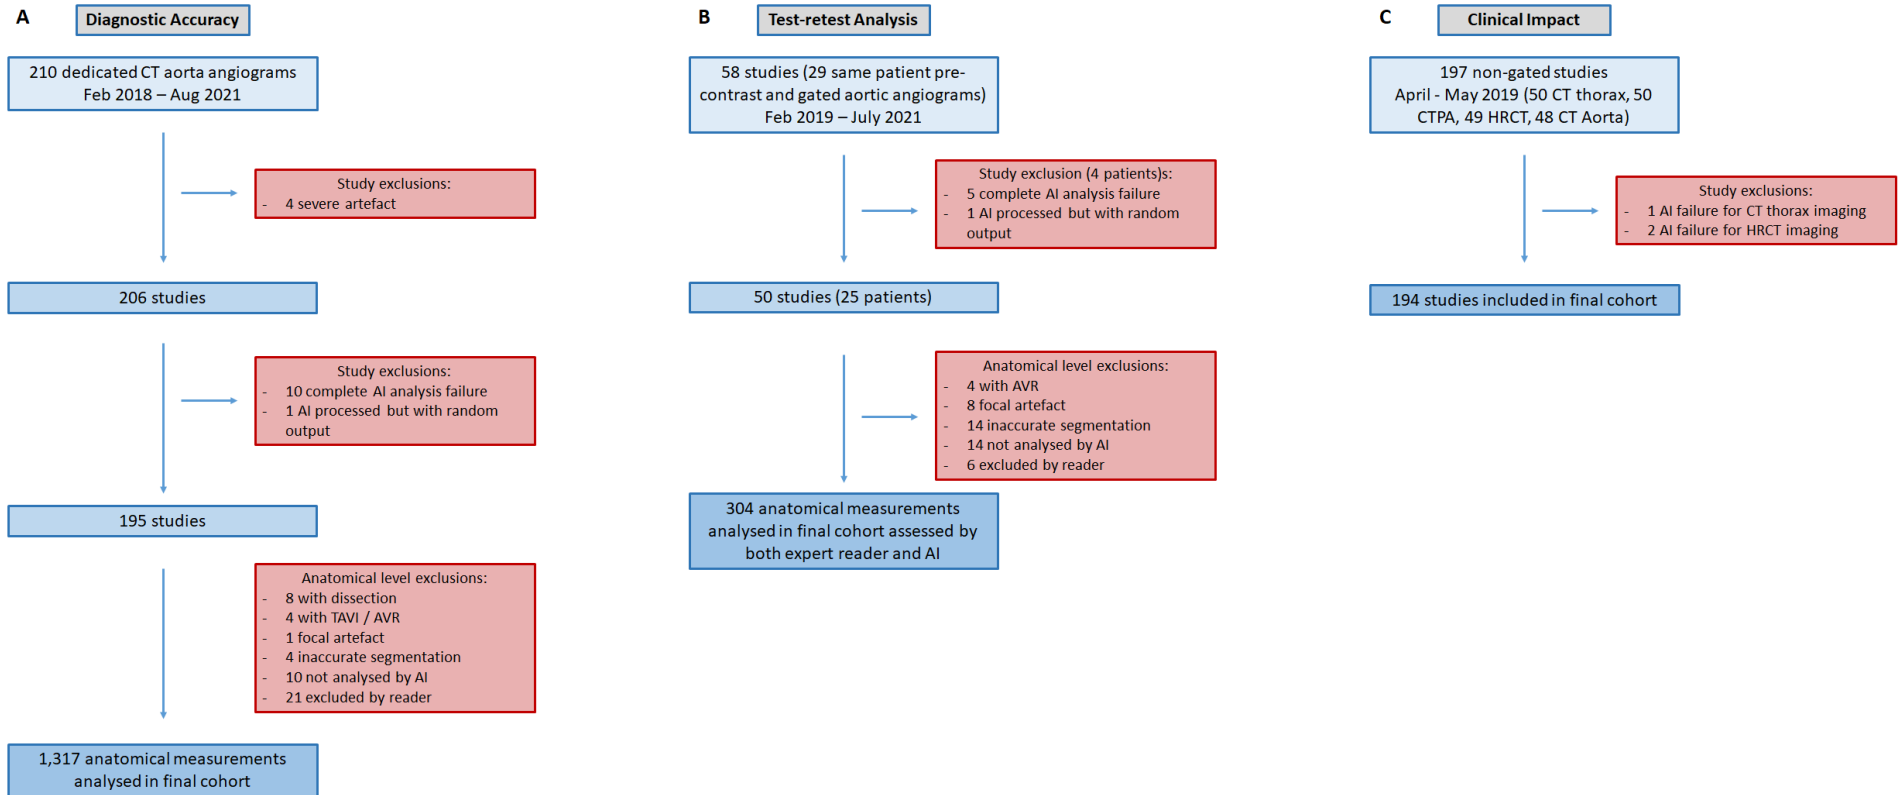 A
Diagnostic Accuracy
210 dedicated CT aorta angiograms
Feb 2018 – Aug 2021
Study exclusions:
- 4 severe artefact
206 studies
Study exclusions:
- 10 complete AI analysis failure
- 1 AI processed but with random
output
195 studies
Anatomical level exclusions:
- 8 with dissection
- 4 with TAVI / AVR
- 1 focal artefact
- 4 inaccurate segmentation
- 10 not analysed by AI
- 21 excluded by reader
1,317 anatomical measurements
analysed in final cohort
B
Test-retest Analysis
58 studies (29 same patient pre-
contrast and gated aortic angiograms)
Feb 2019 – July 2021
Study exclusion (4 patients)s:
- 5 complete AI analysis failure
- 1 AI processed but with random
output
50 studies (25 patients)
Anatomical level exclusions:
- 4 with AVR
- 8 focal artefact
- 14 inaccurate segmentation
- 14 not analysed by AI
- 6 excluded by reader
304 anatomical measurements
analysed in final cohort assessed by
both expert reader and AI
C
Clinical Impact
197 non-gated studies
April - May 2019 (50 CT thorax, 50
CTPA, 49 HRCT, 48 CT Aorta)
Study exclusions:
- 1 AI failure for CT thorax imaging
- 2 AI failure for HRCT imaging
194 studies included in final cohort